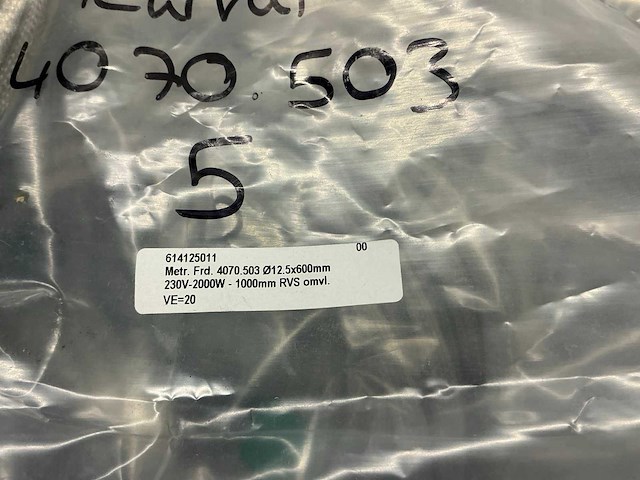 4070.503
5
614125011 00
Metr. Frd. 4070.503 Ø12.5x600mm
230V-2000W - 1000mm RVS omvl.
VE=20